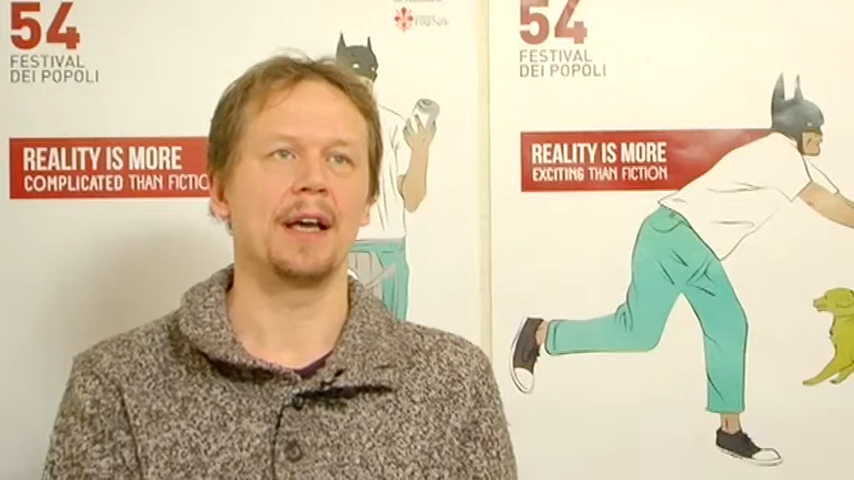 54
FESTIVAL
DEI POPOLI
REALITY IS MORE
COMPLICATED THAN FICTIO
54
FESTIVAL
DEI POPOLI
REALITY IS MORE
EXCITING THAN FICTION